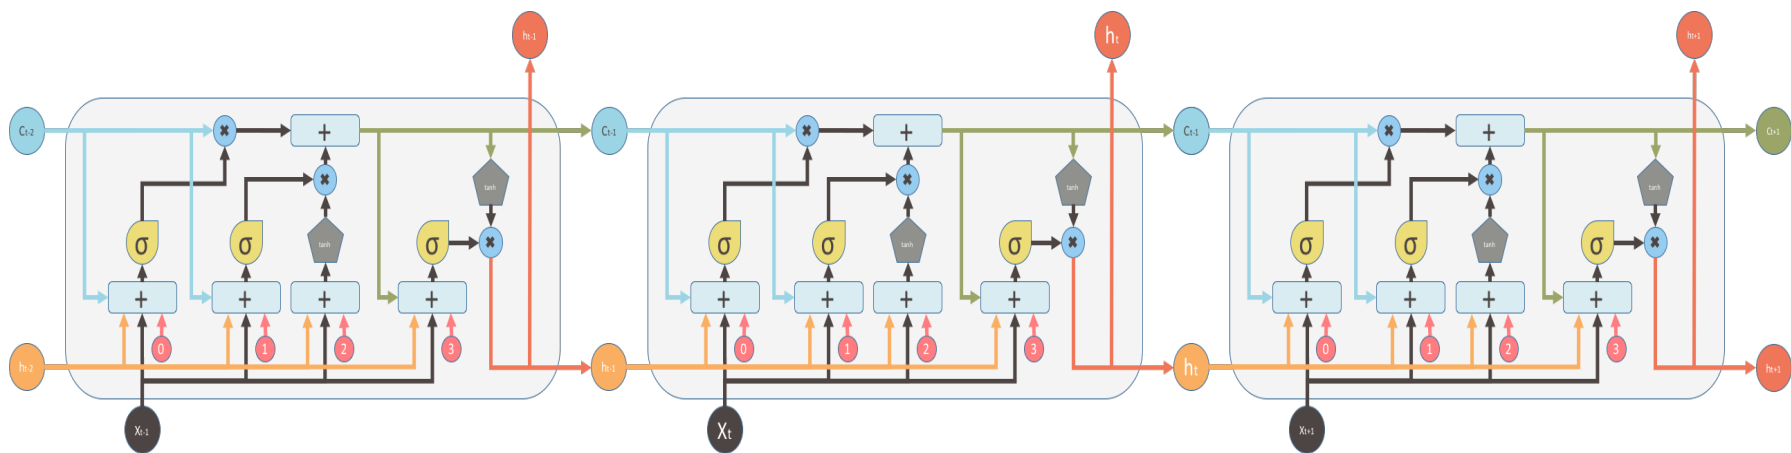 ht-1
ht
ht+1
Ct-2
×
+
Ct-1
×
+
Ct-1
×
+
Ct+1
×
tanh
×
tanh
×
tanh
σ
σ
tanh
σ
×
σ
σ
tanh
σ
×
σ
σ
tanh
σ
×
+
+
+
+
+
+
+
+
+
+
+
+
0
1
2
3
0
1
2
3
0
1
2
3
ht-2
ht-1
ht
ht+1
Xt-1
Xt
Xt+1